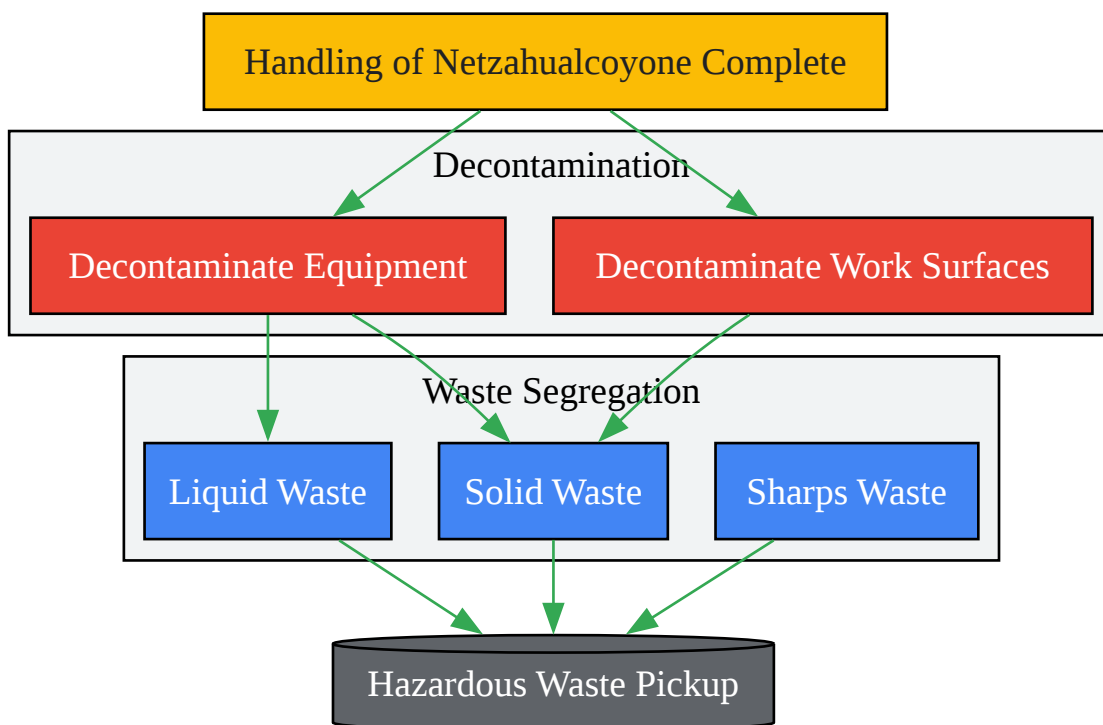 Handling of Netzahualcoyone Complete
Decontamination
Decontaminate Equipment
Decontaminate Work Surfaces
Waste Segregation
Liquid Waste
Solid Waste
Sharps Waste
Hazardous Waste Pickup